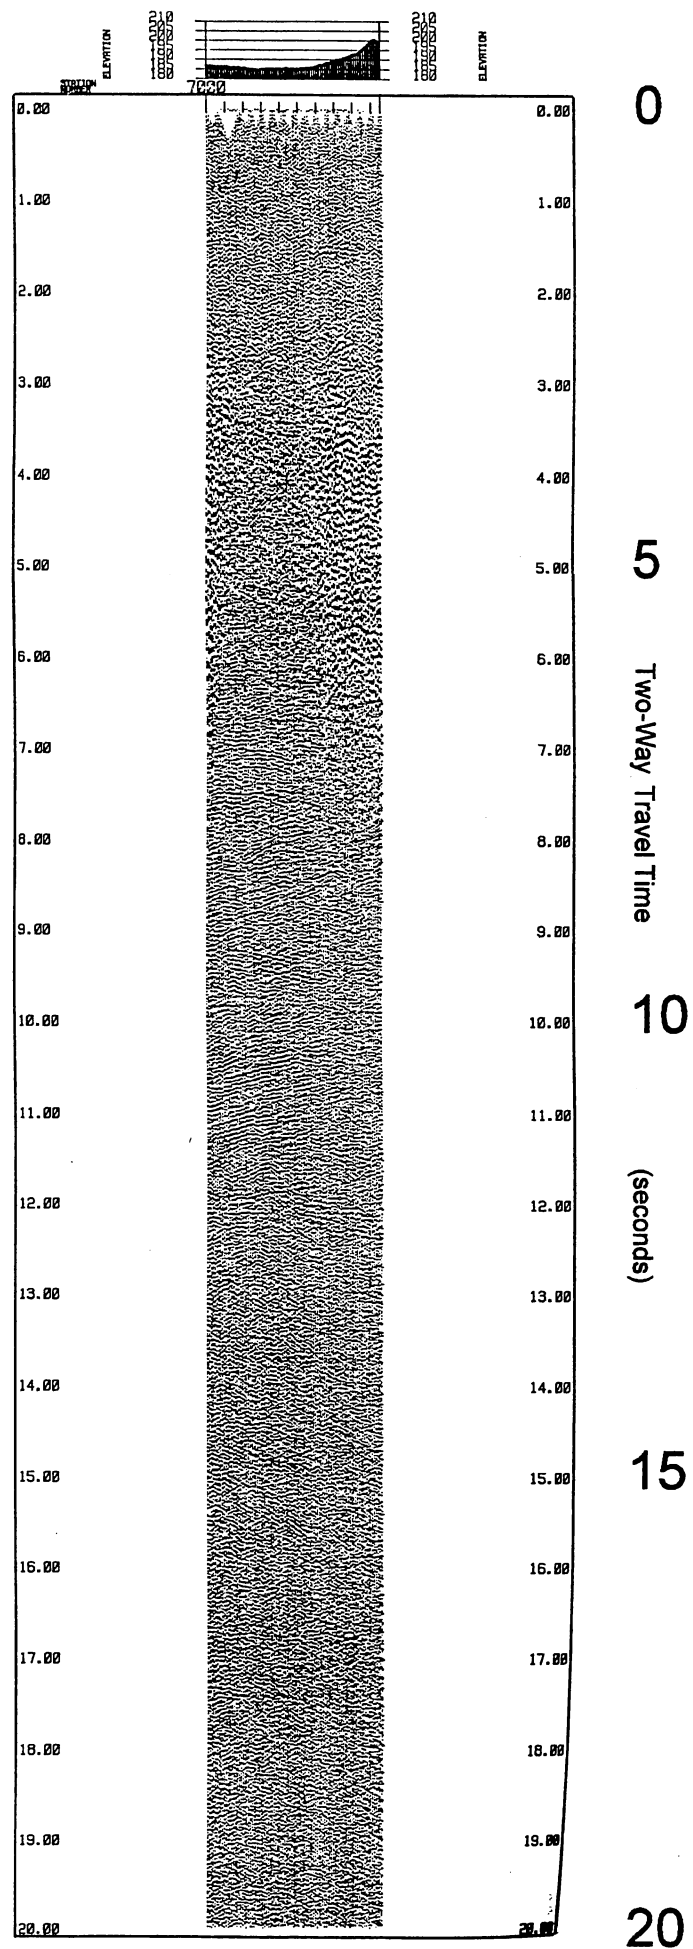 210 210
205 205
200 200
195 195
190 190
185 185
180 180
ELEVATION ELEVATION
STATION
NUMBER 7000
0.00 0.00 0
1.00 1.00
2.00 2.00
3.00 3.00
4.00 4.00
5.00 5.00 5
6.00 6.00
7.00 7.00
8.00 8.00
9.00 9.00
10.00 10.00 10
11.00 11.00
12.00 12.00
13.00 13.00
14.00 14.00
15.00 15.00 15
16.00 16.00
17.00 17.00
18.00 18.00
19.00 19.00
20.00 20.00 20
Two-Way Travel Time
(seconds)